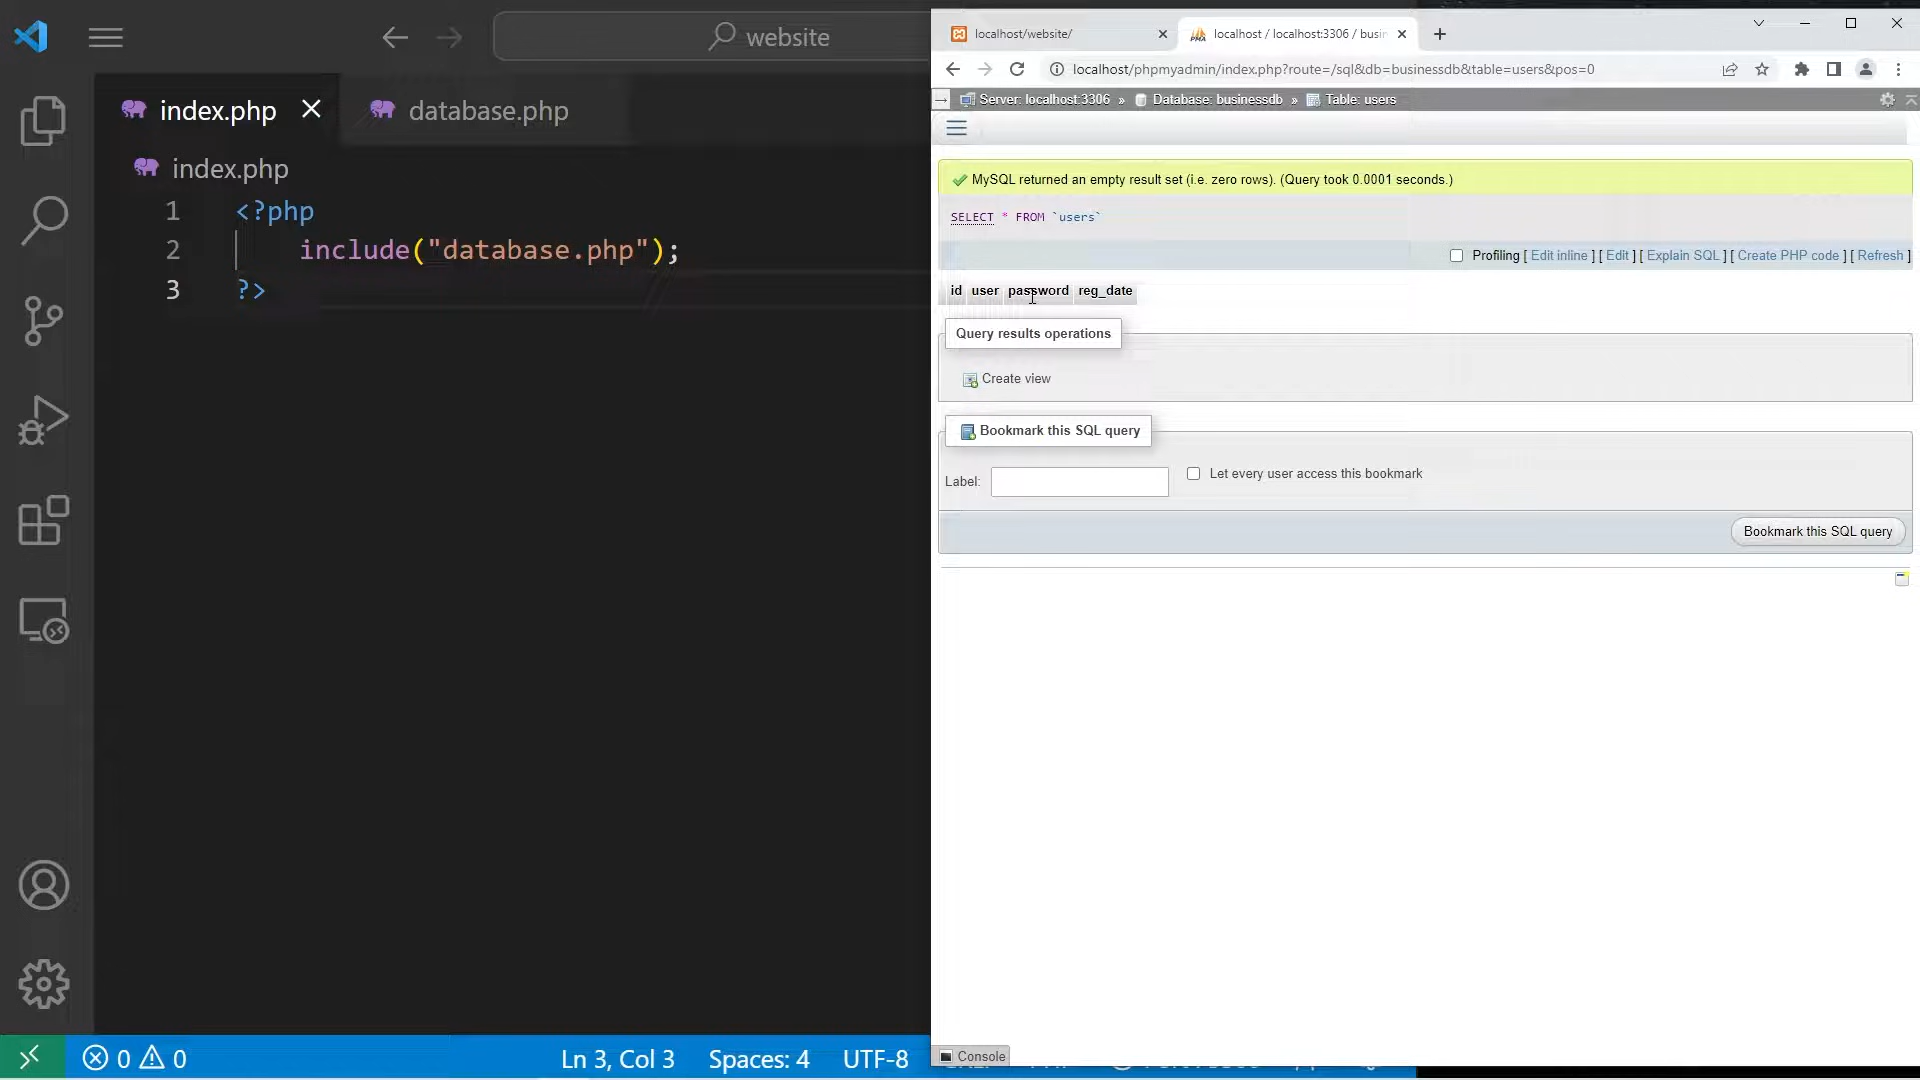 website
index.php
database.php
index.php
1 <?php
2 include("database.php");
3 ?>
0 0
Ln 3, Col 3 Spaces: 4 UTF-8
localhost/website/
localhost / localhost:3306 / busin
localhost/phpmyadmin/index.php?route=/sql&db=businessdb&table=users&pos=0
Server: localhost:3306 » Database: businessdb » Table: users
MySQL returned an empty result set (i.e. zero rows). (Query took 0.0001 seconds.)
SELECT * FROM `users`
Profiling [ Edit inline ] [ Edit ] [ Explain SQL ] [ Create PHP code ] [ Refresh ]
id user password reg_date
Query results operations
Create view
Bookmark this SQL query
Label:
Let every user access this bookmark
Bookmark this SQL query
Console